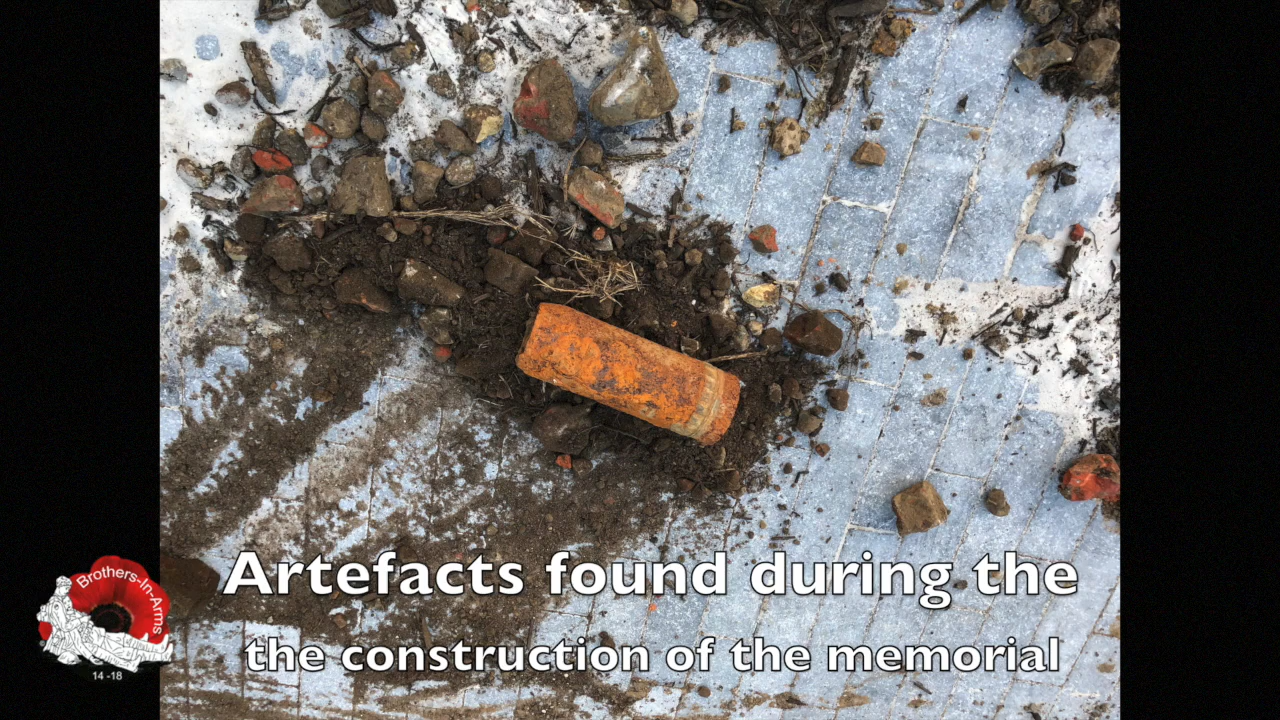 Artefacts found during the
the construction of the memorial
Brothers-In-Arms
14 -18